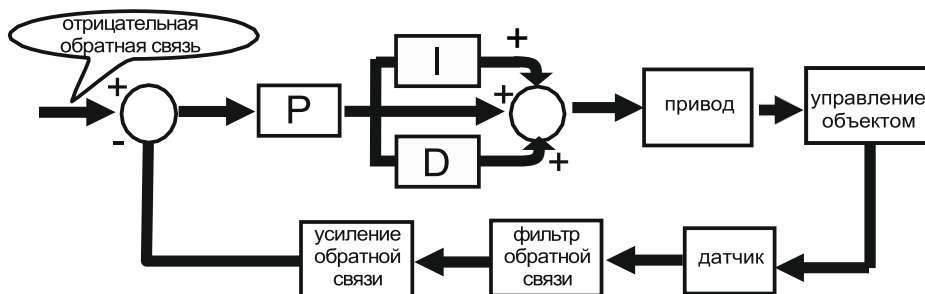 отрицательная
обратная связь
+
-
P
I
D
+
+
+
привод
управление
объектом
усиление
обратной
связи
фильтр
обратной
связи
датчик